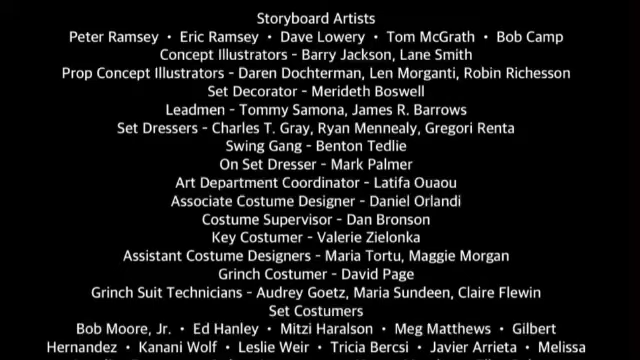 Storyboard Artists
Peter Ramsey • Eric Ramsey • Dave Lowery • Tom McGrath • Bob Camp
Concept Illustrators - Barry Jackson, Lane Smith
Prop Concept Illustrators - Daren Dochterman, Len Morganti, Robin Richesson
Set Decorator - Merideth Boswell
Leadmen - Tommy Samona, James R. Barrows
Set Dressers - Charles T. Gray, Ryan Mennealy, Gregori Renta
Swing Gang - Benton Tedlie
On Set Dresser - Mark Palmer
Art Department Coordinator - Latifa Ouaou
Associate Costume Designer - Daniel Orlandi
Costume Supervisor - Dan Bronson
Key Costumer - Valerie Zielonka
Assistant Costume Designers - Maria Tortu, Maggie Morgan
Grinch Costumer - David Page
Grinch Suit Technicians - Audrey Goetz, Maria Sundeen, Claire Flewin
Set Costumers
Bob Moore, Jr. • Ed Hanley • Mitzi Haralson • Meg Matthews • Gilbert
Hernandez • Kanani Wolf • Leslie Weir • Tricia Bercsi • Javier Arrieta • Melissa